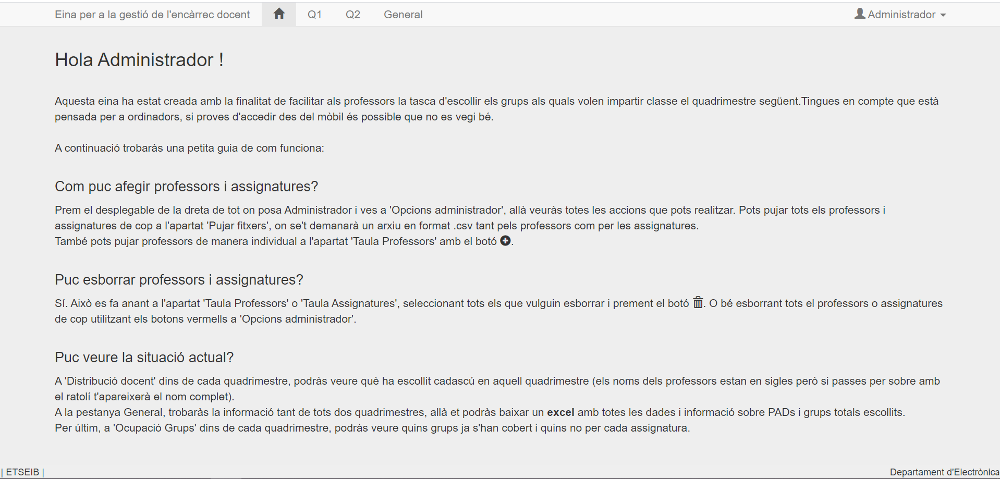 Eina per a la gestió de l'encàrrec docent Q1 Q2 General Administrador
Hola Administrador !
Aquesta eina ha estat creada amb la finalitat de facilitar als professors la tasca d'escollir els grups als quals volen impartir classe el quadrimestre següent.Tingues en compte que està
pensada per a ordinadors, si proves d'accedir des del mòbil és possible que no es vegi bé.
A continuació trobaràs una petita guia de com funciona:
Com puc afegir professors i assignatures?
Prem el desplegable de la dreta de tot on posa Administrador i ves a 'Opcions administrador', allà veuràs totes les accions que pots realitzar. Pots pujar tots els professors i
assignatures de cop a l'apartat 'Pujar fitxers', on se't demanarà un arxiu en format .csv tant pels professors com per les assignatures.
També pots pujar professors de manera individual a l'apartat 'Taula Professors' amb el botó .
Puc esborrar professors i assignatures?
Sí. Això es fa anant a l'apartat 'Taula Professors' o 'Taula Assignatures', seleccionant tots els que vulguin esborrar i prement el botó . O bé esborrant tots el professors o assignatures
de cop utilitzant els botons vermells a 'Opcions administrador'.
Puc veure la situació actual?
A 'Distribució docent' dins de cada quadrimestre, podràs veure què ha escollit cadascú en aquell quadrimestre (els noms dels professors estan en sigles però si passes per sobre amb
el ratolí t'apareixerà el nom complet).
A la pestanya General, trobaràs la informació tant de tots dos quadrimestres, allà et podràs baixar un excel amb totes les dades i informació sobre PADs i grups totals escollits.
Per últim, a 'Ocupació Grups' dins de cada quadrimestre, podràs veure quins grups ja s'han cobert i quins no per cada assignatura.
| ETSEIB | Departament d'Electrònica